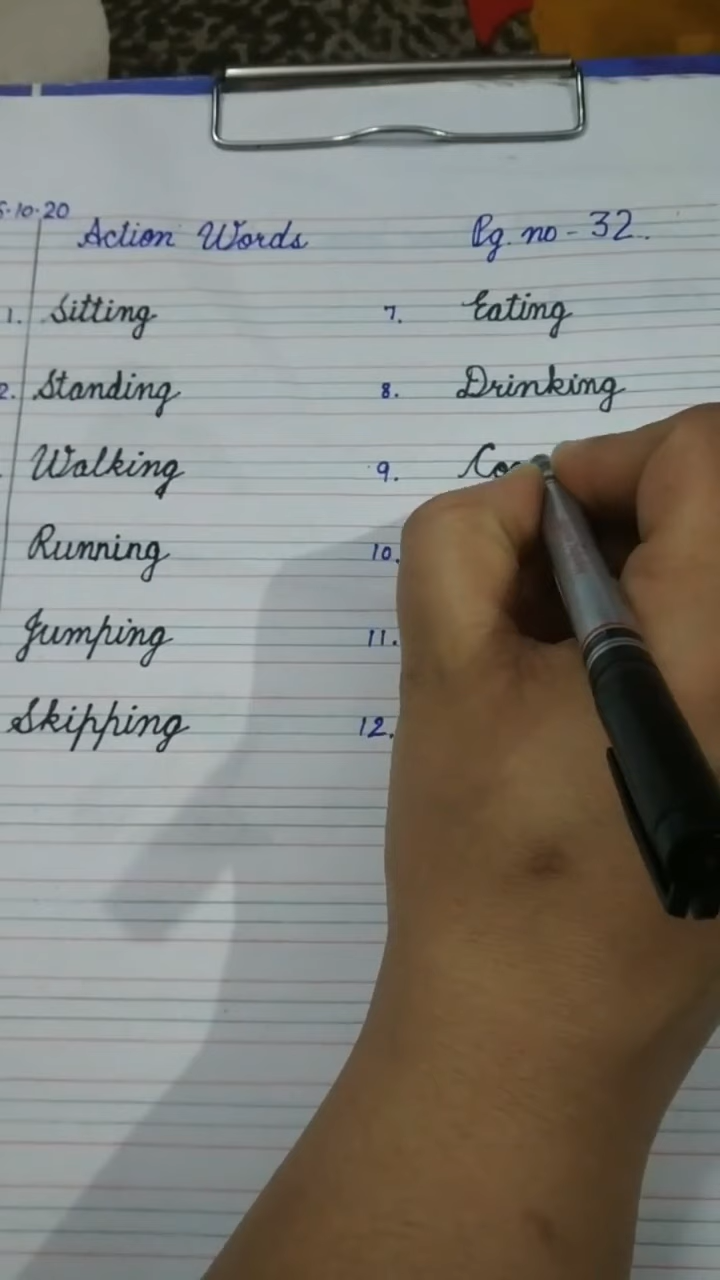 5.10.20
Action Words Pg. no - 32.
1. Sitting
2. Standing
Walking
Running
Jumping
Skipping
7. Eating
8. Drinking
9. Coo
10.
11.
12.